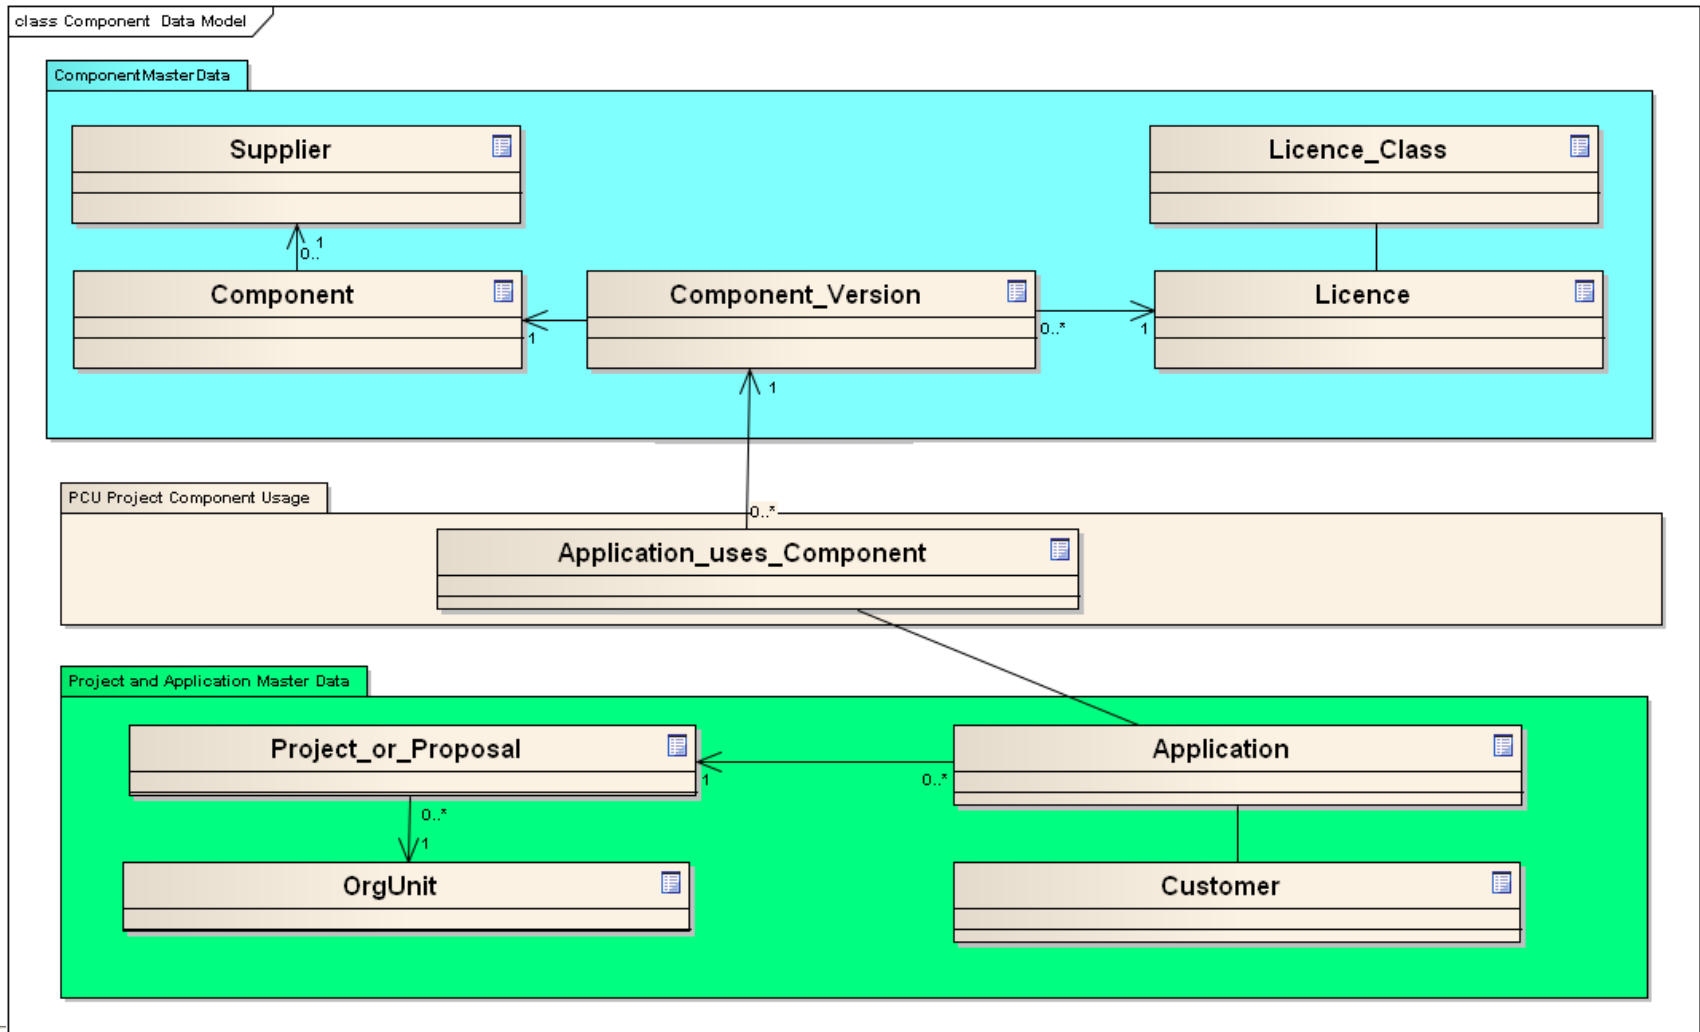 class Component Data Model
ComponentMasterData
Supplier
Licence_Class
0..1
Component
Component_Version
Licence
1
0..*
1
1
PCU Project Component Usage
0..*
Application_uses_Component
Project and Application Master Data
Project_or_Proposal
Application
1
0..*
0..*
1
OrgUnit
Customer